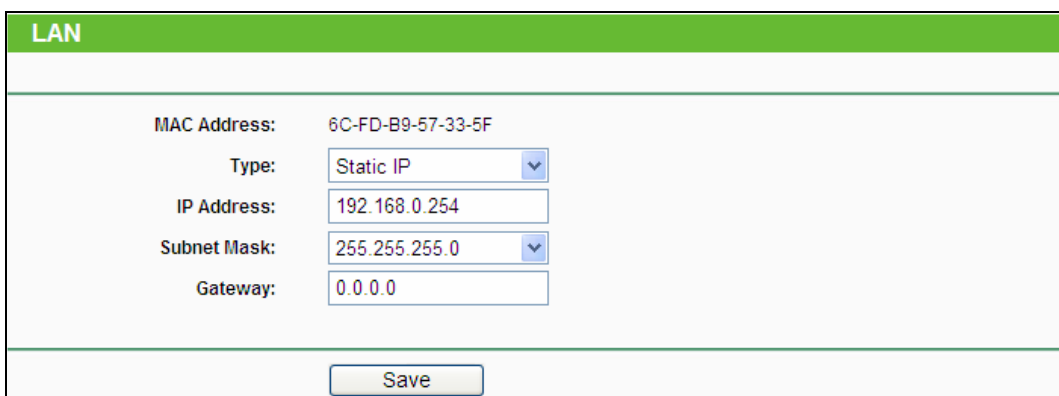 LAN
MAC Address: 6C-FD-B9-57-33-5F
Type: Static IP
IP Address: 192.168.0.254
Subnet Mask: 255.255.255.0
Gateway: 0.0.0.0
Save